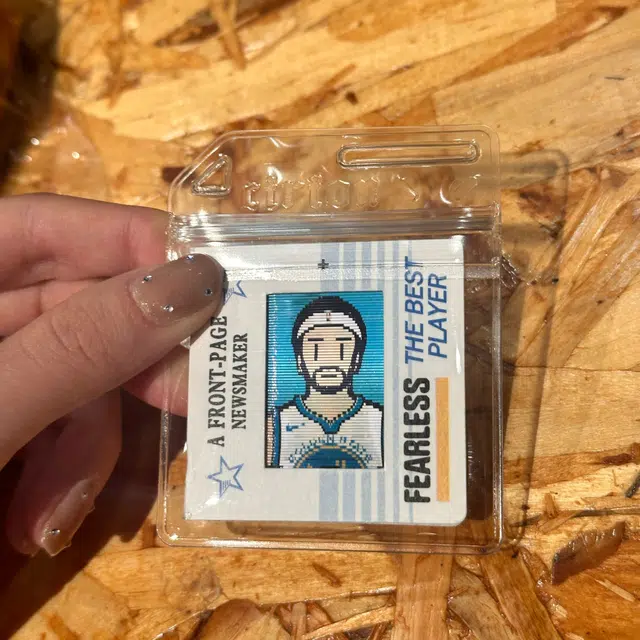 A FRONT-PAGE
NEWSMAKER
FEARLESS
THE BEST
PLAYER